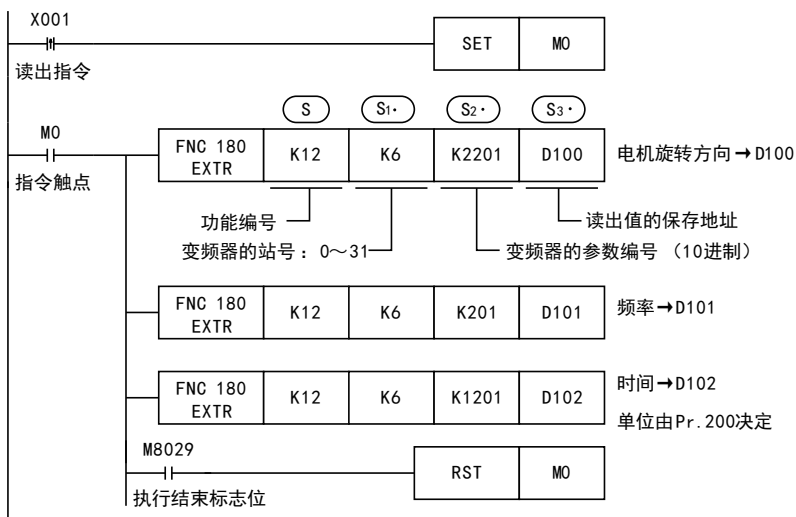 X001
SET M0
读出指令
S S1· S2· S3·
M0
FNC 180 EXTR K12 K6 K2201 D100 电机旋转方向→D100
指令触点
功能编号 读出值的保存地址
变频器的站号：0～31 变频器的参数编号 （10进制）
FNC 180 EXTR K12 K6 K201 D101 频率→D101
FNC 180 EXTR K12 K6 K1201 D102 时间→D102
单位由Pr.200决定
M8029
RST M0
执行结束标志位